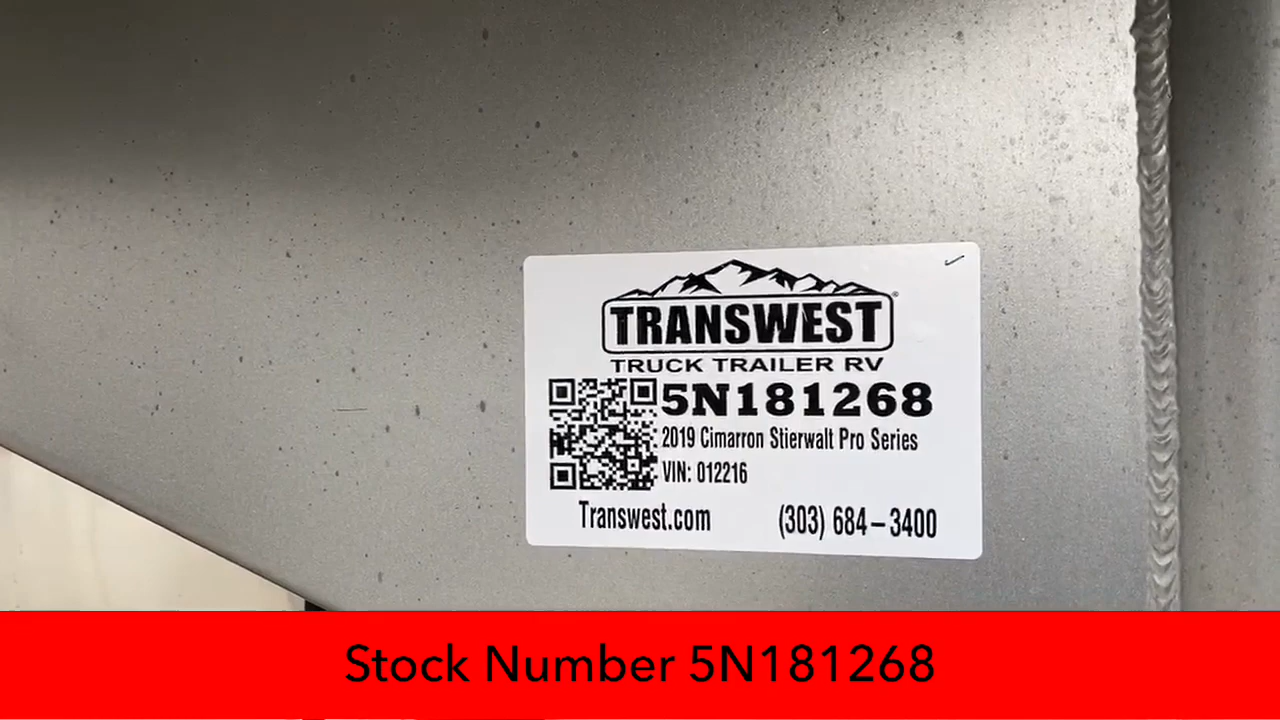 TRANSWEST
TRUCK TRAILER RV
5N181268
2019 Cimarron Stierwalt Pro Series
VIN: 012216
Transwest.com (303) 684-3400
Stock Number 5N181268